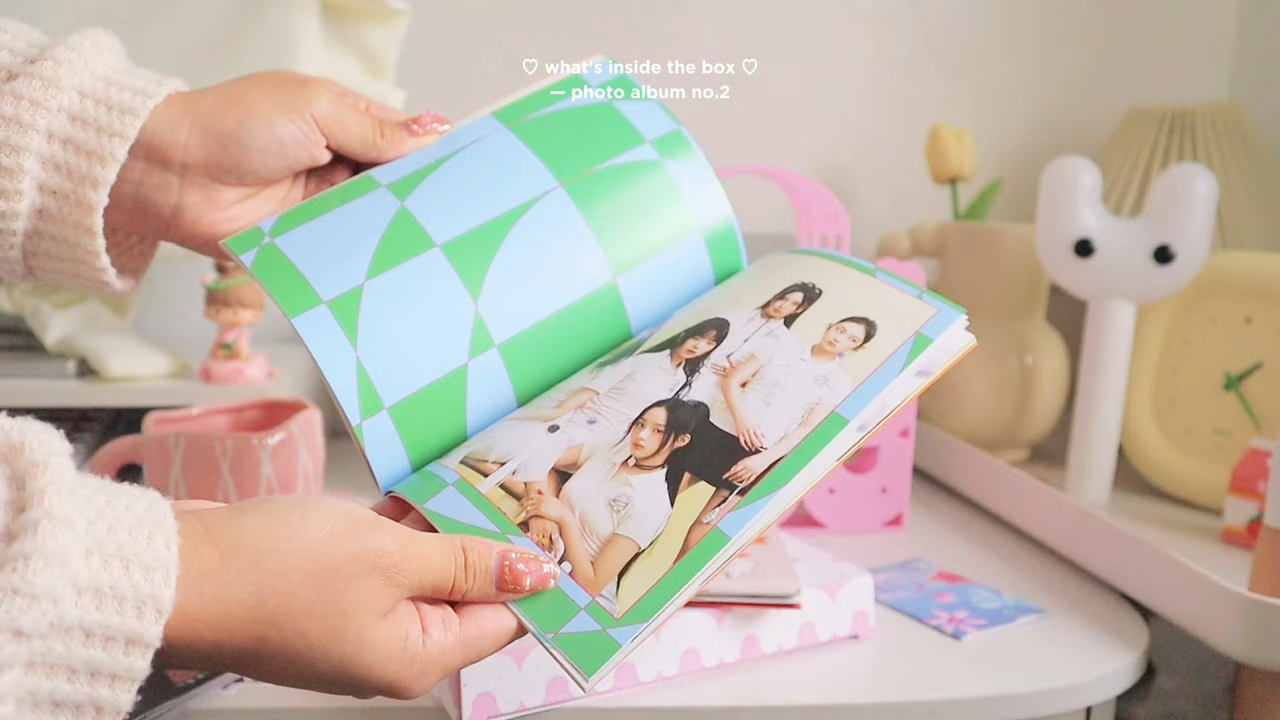 ♡ what's inside the box ♡
— photo album no.2